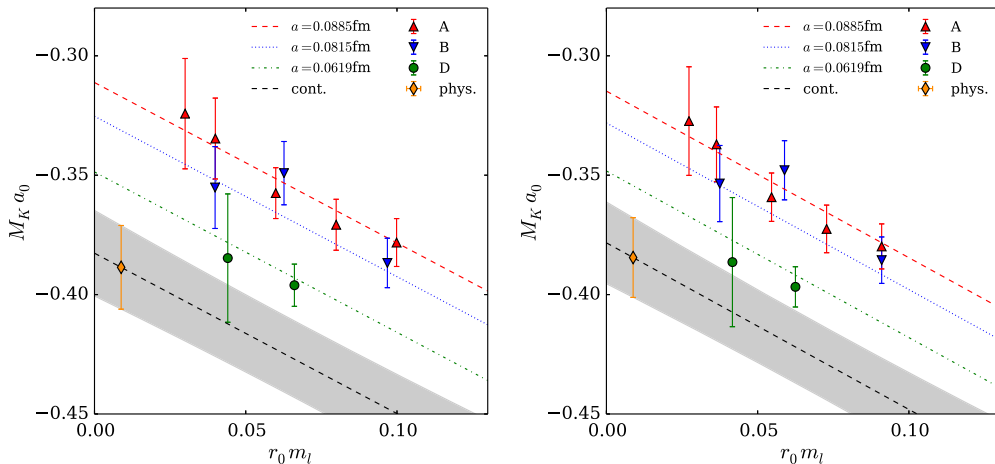 −0.30
−0.35
−0.40
−0.45
M_K a_0
0.00
0.05
0.10
r_0 m_l
a=0.0885fm
a=0.0815fm
a=0.0619fm
cont.
A
B
D
phys.
−0.30
−0.35
−0.40
−0.45
M_K a_0
0.00
0.05
0.10
r_0 m_l
a=0.0885fm
a=0.0815fm
a=0.0619fm
cont.
A
B
D
phys.